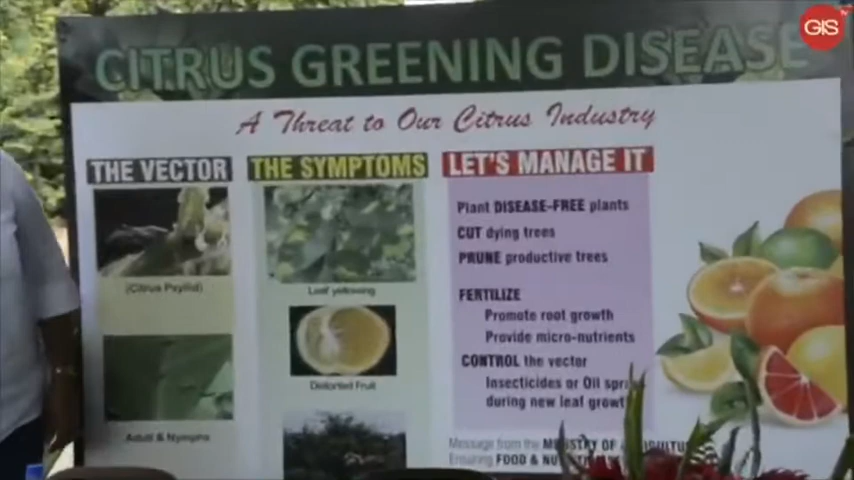 GIS
CITRUS GREENING DISEASE
A Threat to Our Citrus Industry
THE VECTOR
(Citrus Psyllid)
Adult & Nymphs
THE SYMPTOMS
Leaf yellowing
Distorted Fruit
LET'S MANAGE IT
Plant DISEASE-FREE plants
CUT dying trees
PRUNE productive trees
FERTILIZE
Promote root growth
Provide micro-nutrients
CONTROL the vector
Insecticides or Oil
during new leaf
Message from the MINISTRY OF
Ensuring FOOD &